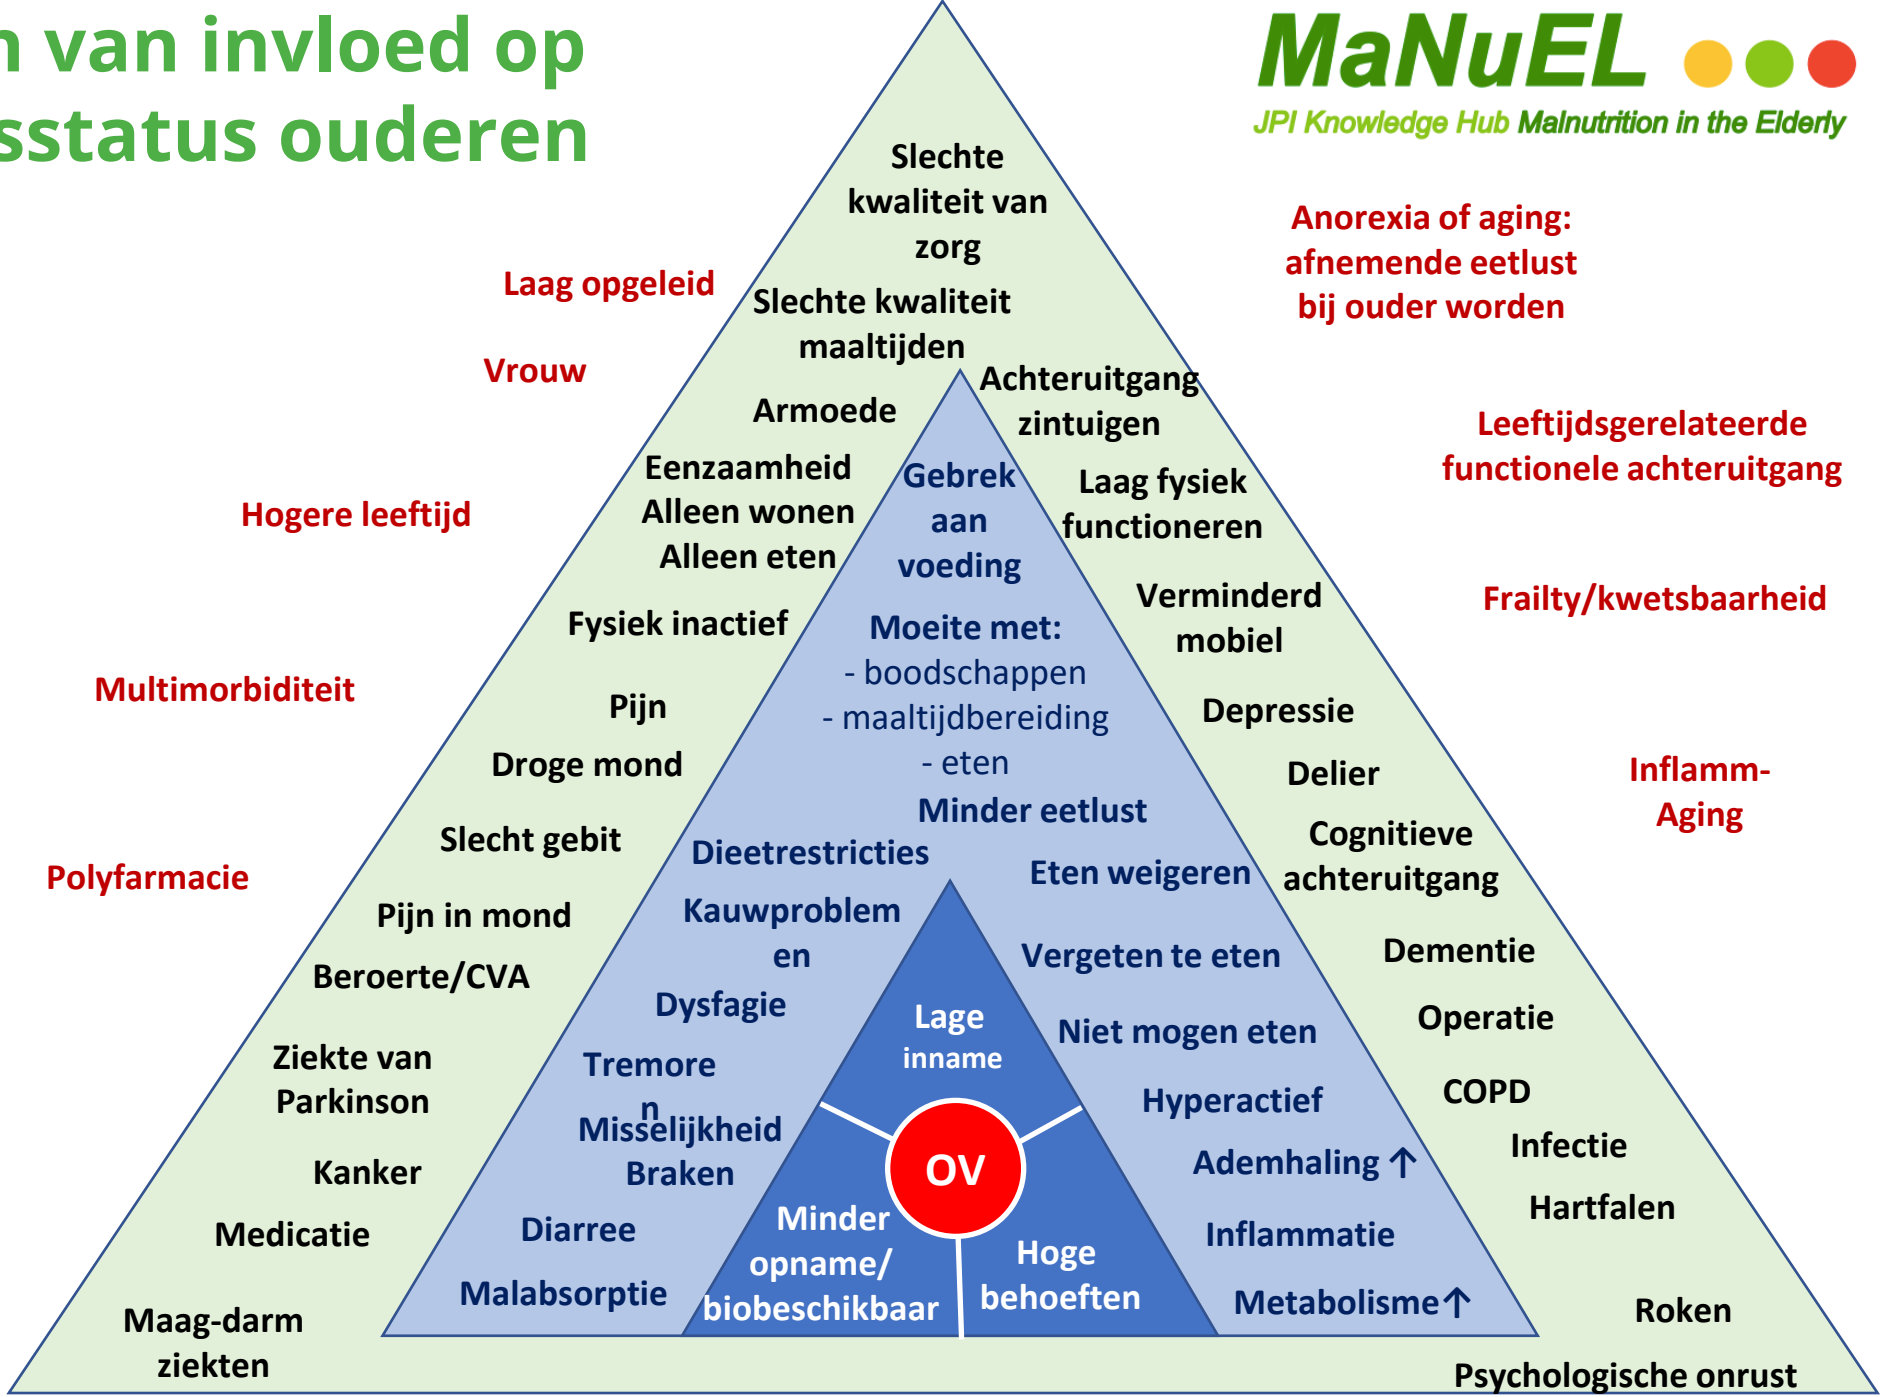 n van invloed op
sstatus ouderen
MaNuEL
JPI Knowledge Hub Malnutrition in the Elderly
Slechte
kwaliteit van
zorg
Slechte kwaliteit
maaltijden
Armoede
Eenzaamheid
Alleen wonen
Alleen eten
Fysiek inactief
Pijn
Droge mond
Slecht gebit
Pijn in mond
Beroerte/CVA
Ziekte van
Parkinson
Kanker
Medicatie
Maag-darm
ziekten
Achteruitgang
zintuigen
Laag fysiek
functioneren
Verminderd
mobiel
Depressie
Delier
Cognitieve
achteruitgang
Dementie
Operatie
COPD
Infectie
Hartfalen
Roken
Psychologische onrust
Laag opgeleid
Vrouw
Hogere leeftijd
Multimorbiditeit
Polyfarmacie
Anorexia of aging:
afnemende eetlust
bij ouder worden
Leeftijdsgerelateerde
functionele achteruitgang
Frailty/kwetsbaarheid
Inflamm-
Aging
Gebrek
aan
voeding
Moeite met:
- boodschappen
- maaltijdbereiding
- eten
Minder eetlust
Dieetrestricties
Kauwproblem
en
Dysfagie
Tremore
n
Misselijkheid
Braken
Diarree
Malabsorptie
Eten weigeren
Vergeten te eten
Niet mogen eten
Hyperactief
Ademhaling ↑
Inflammatie
Metabolisme↑
Lage
inname
OV
Minder
opname/
biobeschikbaar
Hoge
behoeften